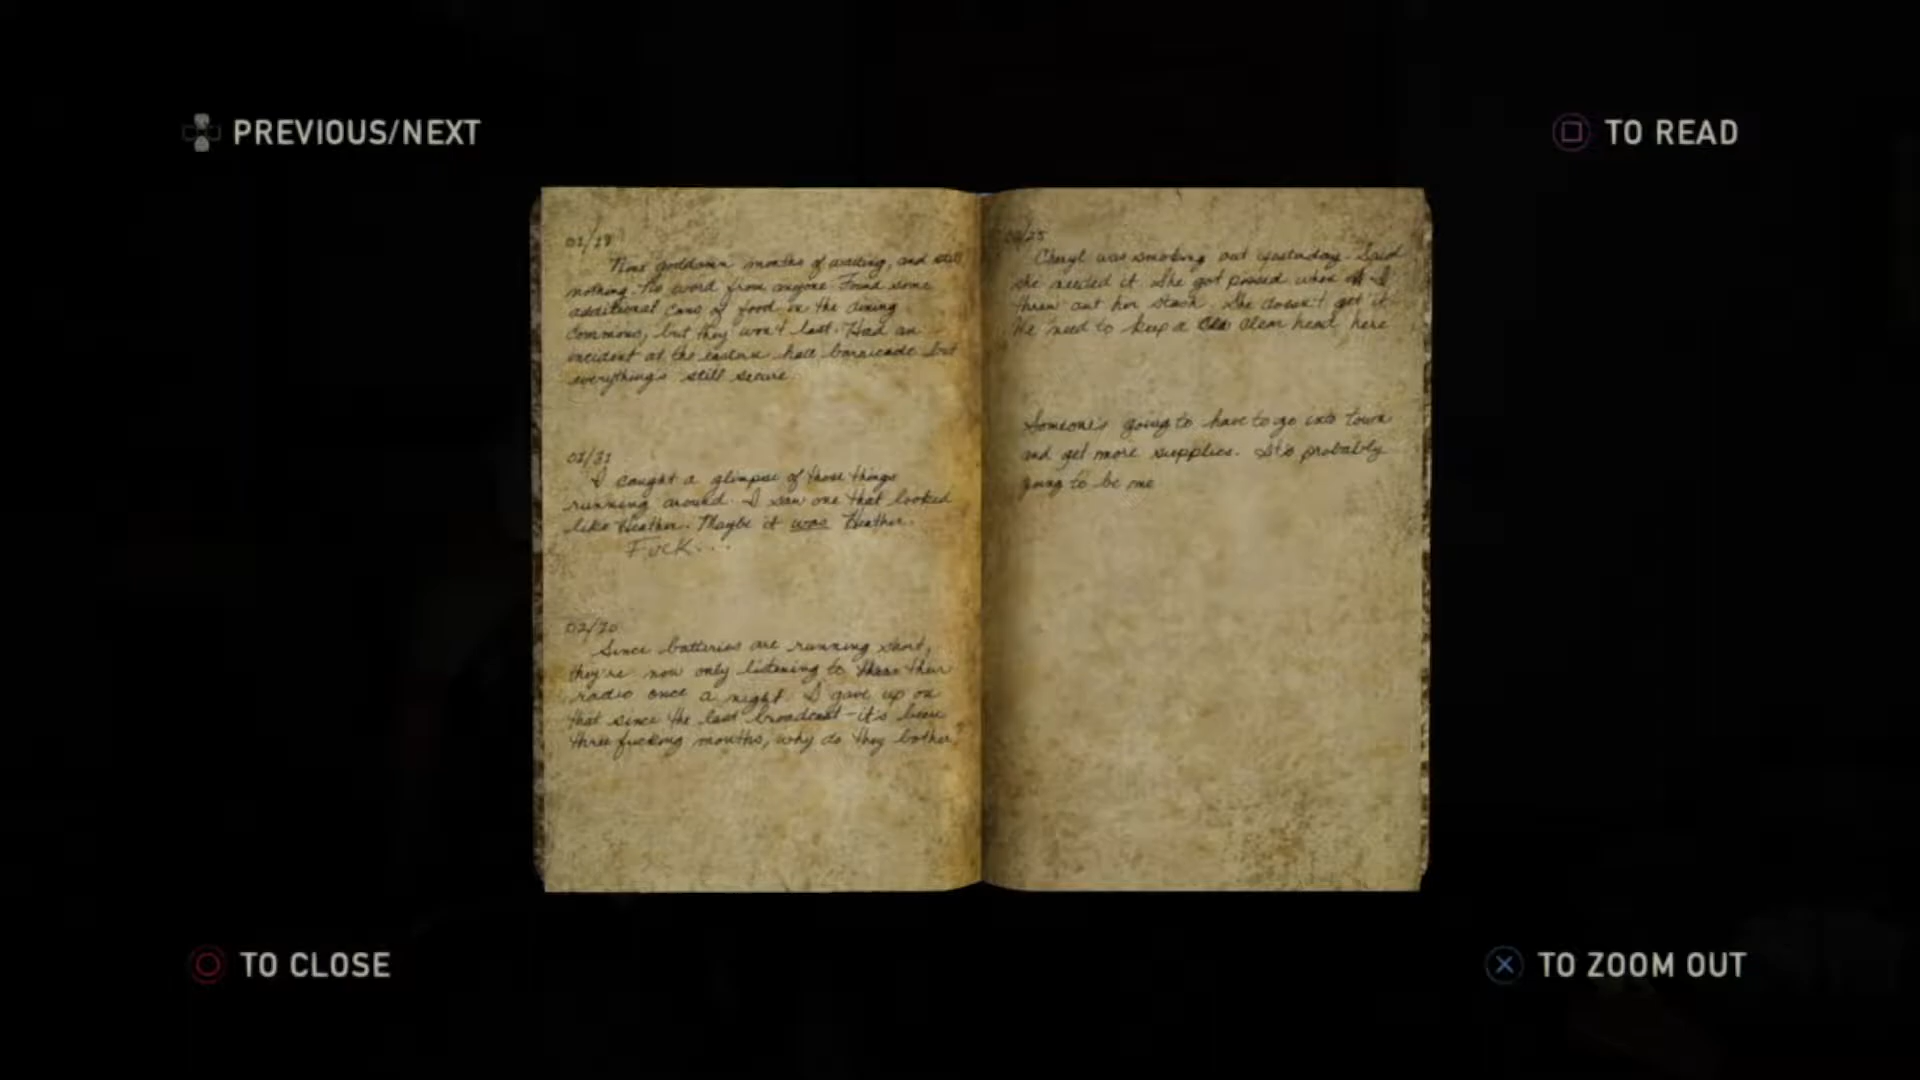 PREVIOUS/NEXT
TO READ
01/19
Nine goddamn months of waiting, and still
nothing. No word from anyone. Found some
additional cans of food in the dining
commons, but they won't last. Had an
incident at the eastern hall barricade but
everything's still secure.
01/31
I caught a glimpse of those things
running around. I saw one that looked
like Heather. Maybe it was Heather.
Fuck...
02/20
Since batteries are running short,
they're now only listening to their
radio once a night. I gave up on
that since the last broadcast - it's been
three fucking months, why do they bother
/25
Cheryl was smoking out yesterday. Said
she needed it. She got pissed when I
threw out her stash. She doesn't get it.
We need to keep a Cle clear head here
Someone's going to have to go into town
and get more supplies. It's probably
going to be me
TO CLOSE
TO ZOOM OUT